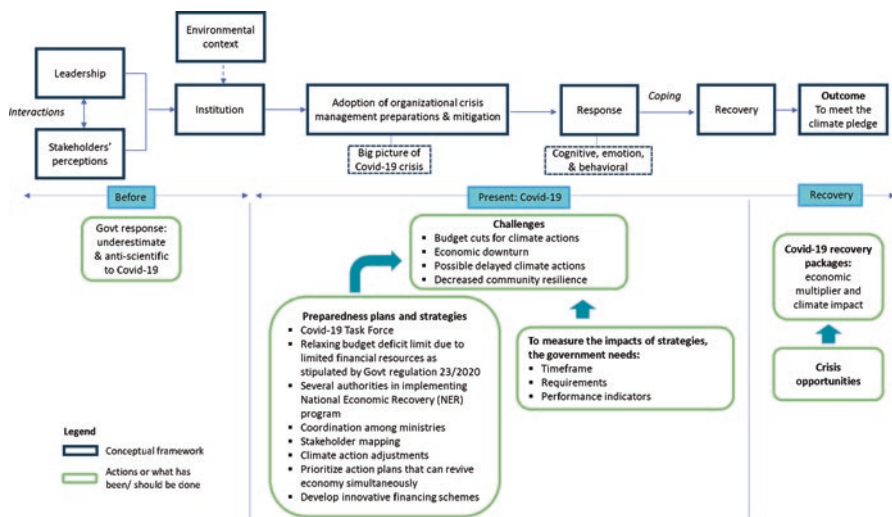 Environmental
context
Leadership
Interactions
Stakeholders'
perceptions
Institution
Adoption of organizational crisis
management preparations & mitigation
Big picture of
Covid-19 crisis
Response
Cognitive, emotion,
& behavioral
Coping
Recovery
Outcome
To meet the
climate pledge
Before
Present: Covid-19
Recovery
Govt response:
underestimate
& anti-scientific
to Covid-19
Challenges
▪ Budget cuts for climate actions
▪ Economic downturn
▪ Possible delayed climate actions
▪ Decreased community resilience
Preparedness plans and strategies
▪ Covid-19 Task Force
▪ Relaxing budget deficit limit due to
limited financial resources as
stipulated by Govt regulation 23/2020
▪ Several authorities in implementing
National Economic Recovery (NER)
program
▪ Coordination among ministries
▪ Stakeholder mapping
▪ Climate action adjustments
▪ Prioritize action plans that can revive
economy simultaneously
▪ Develop innovative financing schemes
To measure the impacts of strategies,
the government needs:
▪ Timeframe
▪ Requirements
▪ Performance indicators
Covid-19 recovery
packages:
economic
multiplier and
climate impact
Crisis
opportunities
Legend
Conceptual framework
Actions or what has
been/ should be done